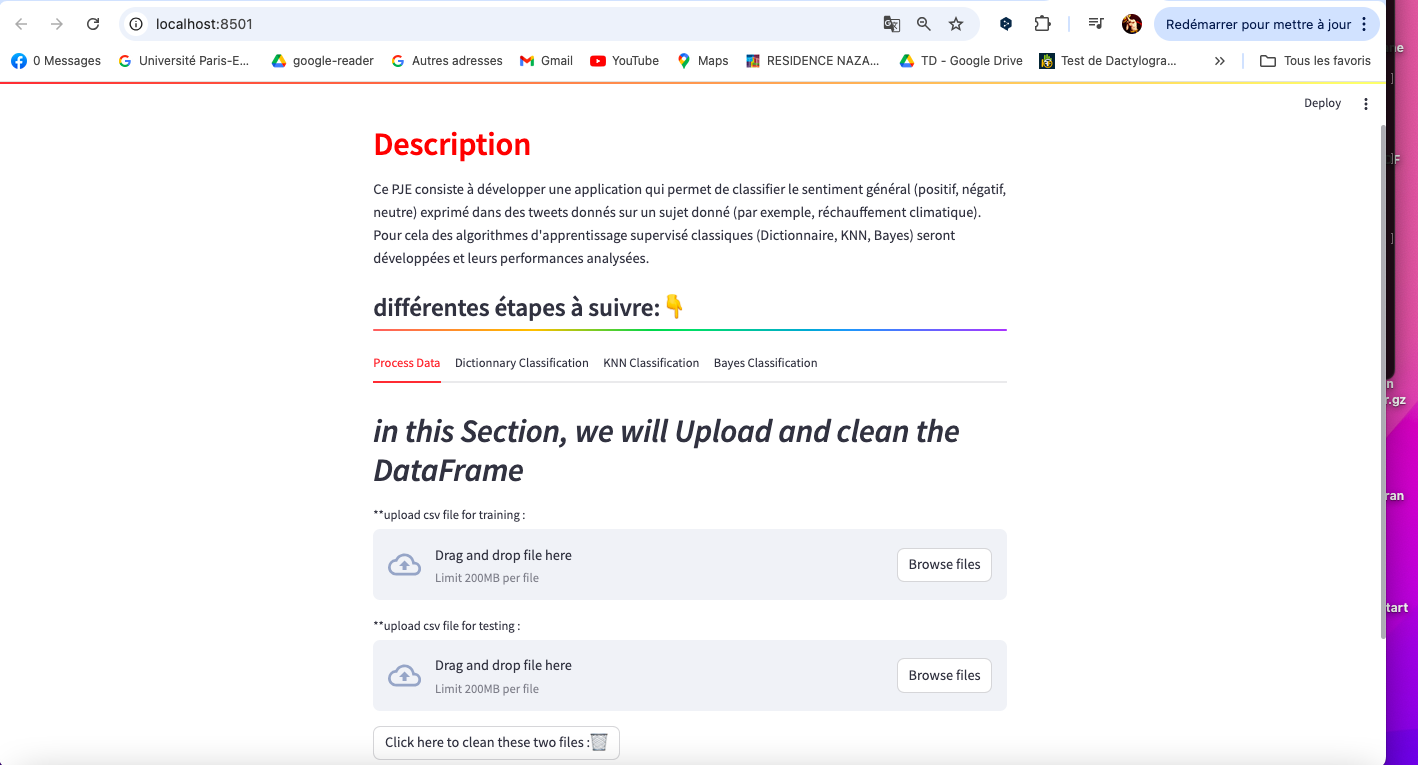 localhost:8501
Redémarrer pour mettre à jour
0 Messages
Université Paris-E...
google-reader
Autres adresses
Gmail
YouTube
Maps
RESIDENCE NAZA...
TD - Google Drive
Test de Dactylogra...
Tous les favoris
Deploy
Description
Ce PJE consiste à développer une application qui permet de classifier le sentiment général (positif, négatif,
neutre) exprimé dans des tweets donnés sur un sujet donné (par exemple, réchauffement climatique).
Pour cela des algorithmes d'apprentissage supervisé classiques (Dictionnaire, KNN, Bayes) seront
développées et leurs performances analysées.
différentes étapes à suivre:👇
Process Data
Dictionnary Classification
KNN Classification
Bayes Classification
in this Section, we will Upload and clean the
DataFrame
**upload csv file for training :
Drag and drop file here
Limit 200MB per file
Browse files
**upload csv file for testing :
Drag and drop file here
Limit 200MB per file
Browse files
Click here to clean these two files :🗑️